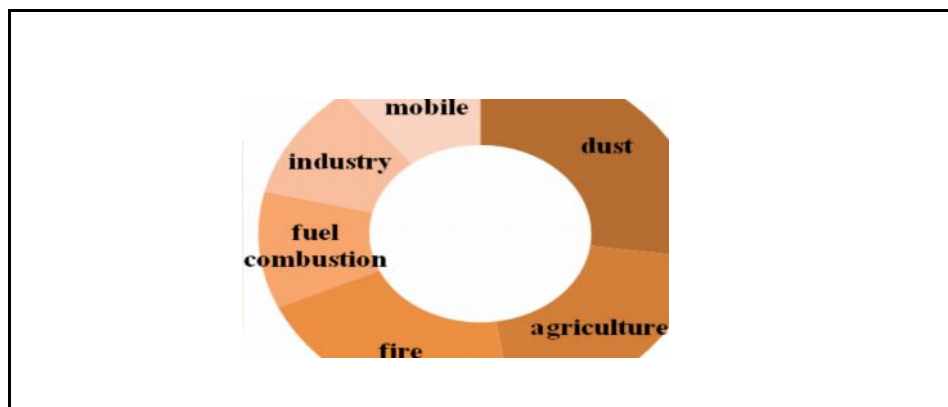 mobile
dust
industry
fuel
combustion
agriculture
fire